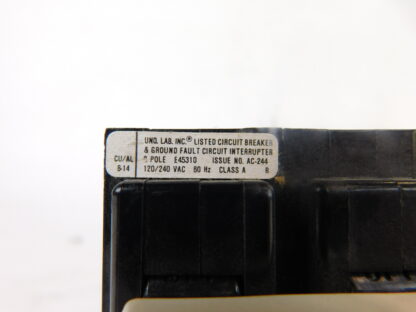 UND. LAB. INC.® LISTED CIRCUIT BREAKER
& GROUND FAULT CIRCUIT INTERRUPTER
CU/AL POLE E45310 ISSUE NO. AC-244
6-14 120/240 VAC 60 Hz CLASS A B